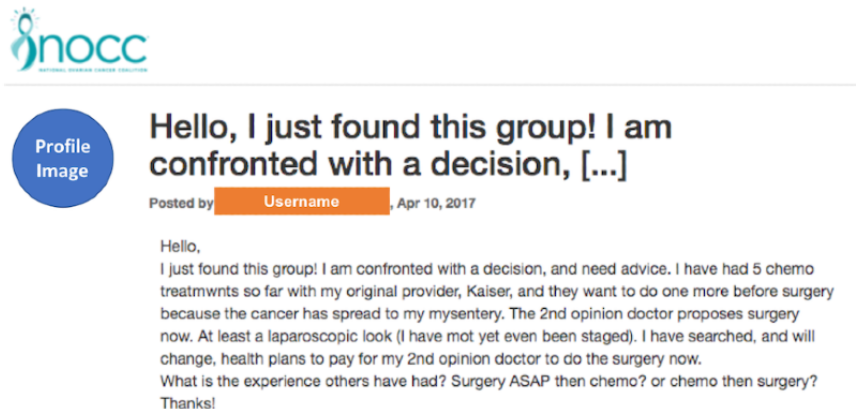 nocc
NATIONAL OVARIAN CANCER COALITION
Profile
Image
Hello, I just found this group! I am
confronted with a decision, [...]
Posted by Username , Apr 10, 2017
Hello,
I just found this group! I am confronted with a decision, and need advice. I have had 5 chemo
treatmwnts so far with my original provider, Kaiser, and they want to do one more before surgery
because the cancer has spread to my mysentery. The 2nd opinion doctor proposes surgery
now. At least a laparoscopic look (I have mot yet even been staged). I have searched, and will
change, health plans to pay for my 2nd opinion doctor to do the surgery now.
What is the experience others have had? Surgery ASAP then chemo? or chemo then surgery?
Thanks!